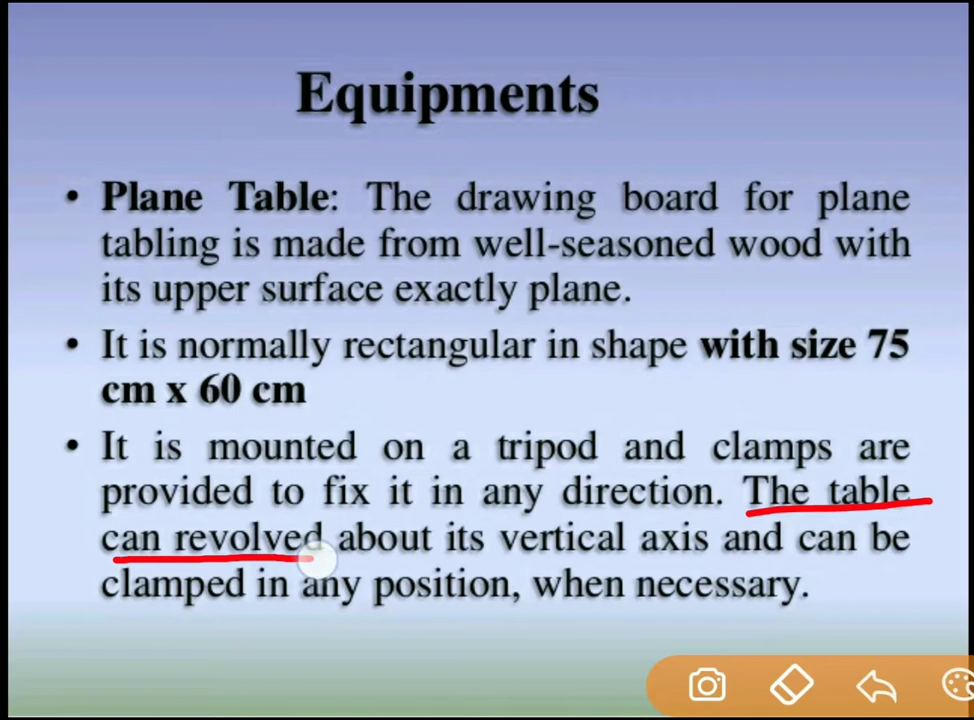 Equipments
• Plane Table: The drawing board for plane
tabling is made from well-seasoned wood with
its upper surface exactly plane.
• It is normally rectangular in shape with size 75
cm x 60 cm
• It is mounted on a tripod and clamps are
provided to fix it in any direction. The table
can revolved about its vertical axis and can be
clamped in any position, when necessary.